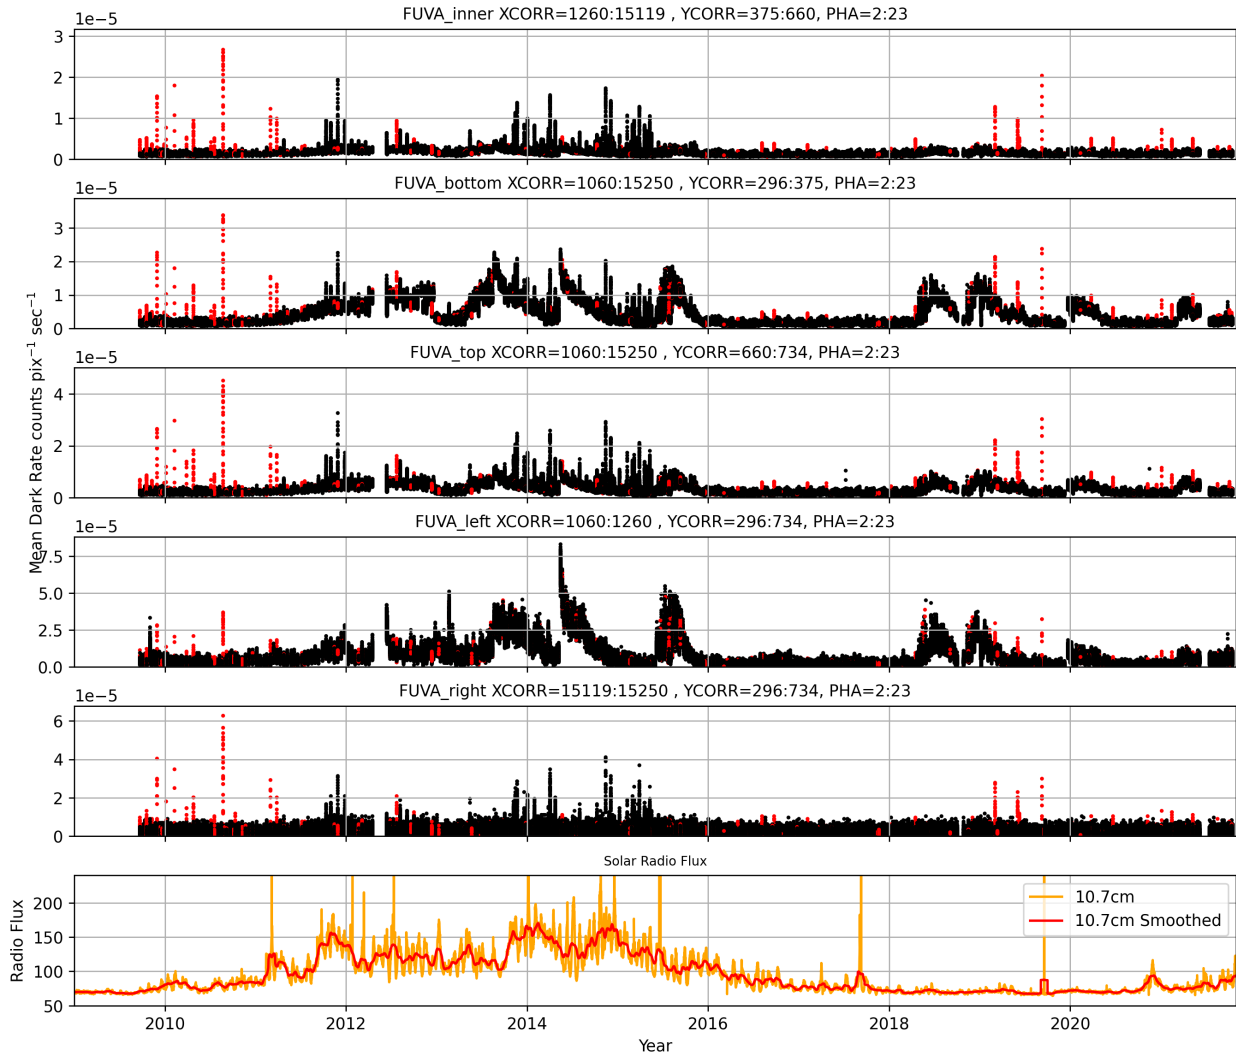 FUVA_inner XCORR=1260:15119 , YCORR=375:660, PHA=2:23
1e−5
3
2
1
0
FUVA_bottom XCORR=1060:15250 , YCORR=296:375, PHA=2:23
1e−5
3
2
1
0
FUVA_top XCORR=1060:15250 , YCORR=660:734, PHA=2:23
1e−5
4
2
0
Mean Dark Rate counts pix⁻¹ sec⁻¹
FUVA_left XCORR=1060:1260 , YCORR=296:734, PHA=2:23
1e−5
7.5
5.0
2.5
0.0
FUVA_right XCORR=15119:15250 , YCORR=296:734, PHA=2:23
1e−5
6
4
2
0
Solar Radio Flux
10.7cm
10.7cm Smoothed
Radio Flux
200
150
100
50
2010 2012 2014 2016 2018 2020
Year